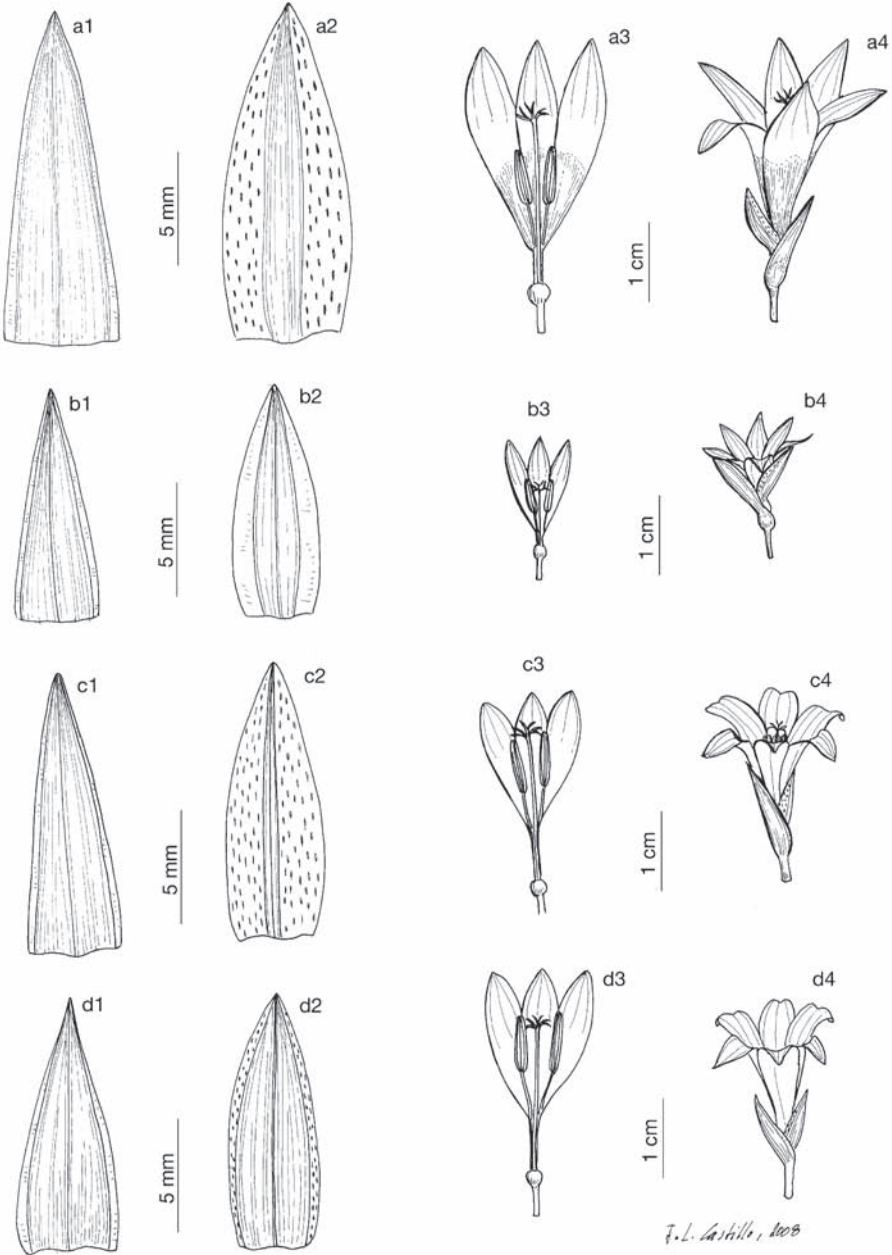 a1 a2 a3 a4
5 mm 1 cm
b1 b2 b3 b4
5 mm 1 cm
c1 c2 c3 c4
5 mm 1 cm
d1 d2 d3 d4
5 mm 1 cm
J.L. Castillo, 2008